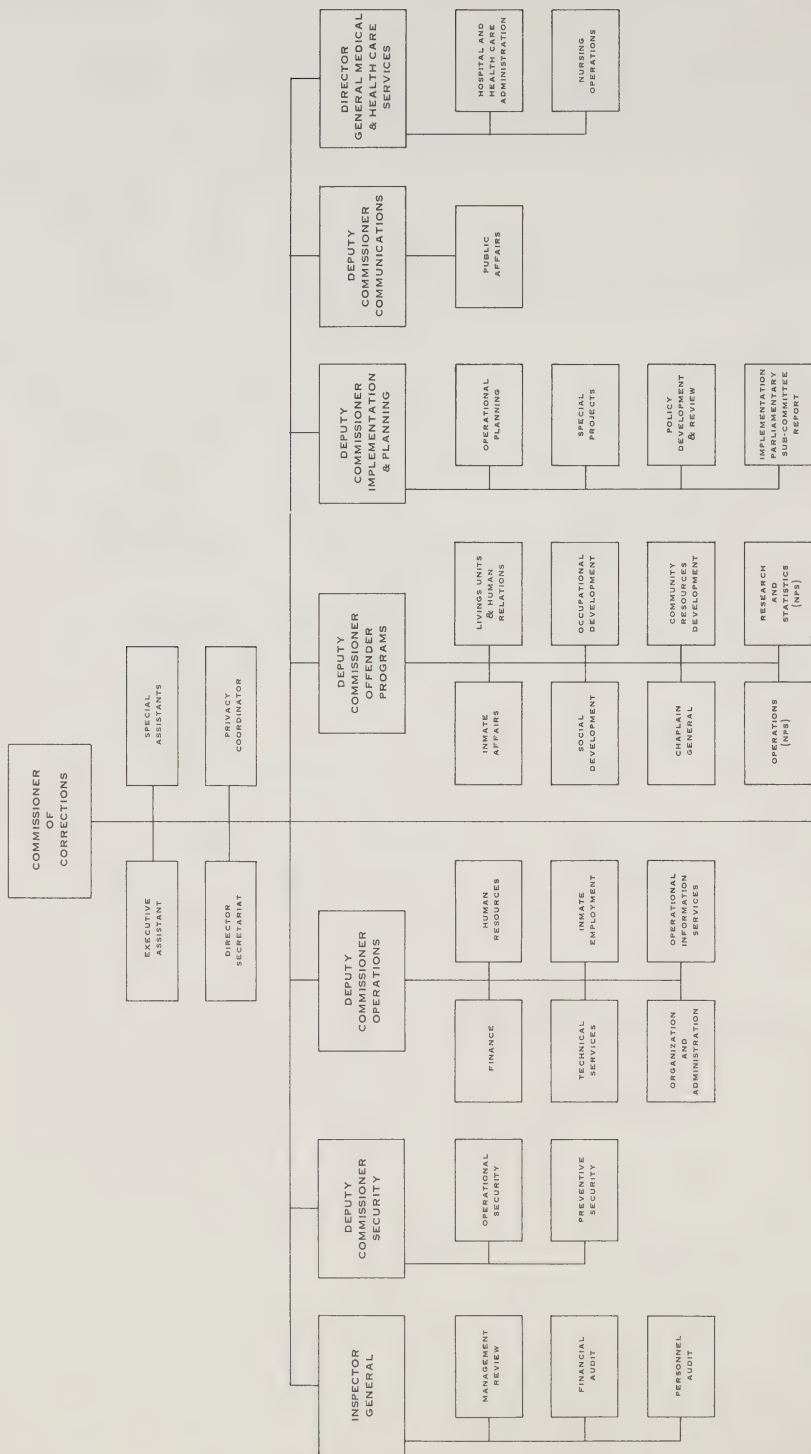 COMMISSIONER
OF
CORRECTIONS
EXECUTIVE
ASSISTANT
SPECIAL
ASSISTANTS
DIRECTOR
SECRETARIAT
PRIVACY
COORDINATOR
INSPECTOR
GENERAL
MANAGEMENT
REVIEW
FINANCIAL
AUDIT
PERSONNEL
AUDIT
DEPUTY
COMMISSIONER
SECURITY
OPERATIONAL
SECURITY
PREVENTIVE
SECURITY
DEPUTY
COMMISSIONER
OPERATIONS
FINANCE
HUMAN
RESOURCES
TECHNICAL
SERVICES
INMATE
EMPLOYMENT
ORGANIZATION
AND
ADMINISTRATION
OPERATIONAL
INFORMATION
SERVICES
DEPUTY
COMMISSIONER
OFFENDER
PROGRAMS
INMATE
AFFAIRS
LIVINGS UNITS
& HUMAN
RELATIONS
SOCIAL
DEVELOPMENT
OCCUPATIONAL
DEVELOPMENT
CHAPLAIN
GENERAL
COMMUNITY
RESOURCES
DEVELOPMENT
OPERATIONS
(NPS)
RESEARCH
AND
STATISTICS
(NPS)
DEPUTY
COMMISSIONER
IMPLEMENTATION
& PLANNING
OPERATIONAL
PLANNING
SPECIAL
PROJECTS
POLICY
DEVELOPMENT
& REVIEW
IMPLEMENTATION
PARLIAMENTARY
SUB-COMMITTEE
REPORT
DEPUTY
COMMISSIONER
COMMUNICATIONS
PUBLIC
AFFAIRS
DIRECTOR
GENERAL MEDICAL
& HEALTH CARE
SERVICES
HOSPITAL AND
HEALTH CARE
ADMINISTRATION
NURSING
OPERATIONS